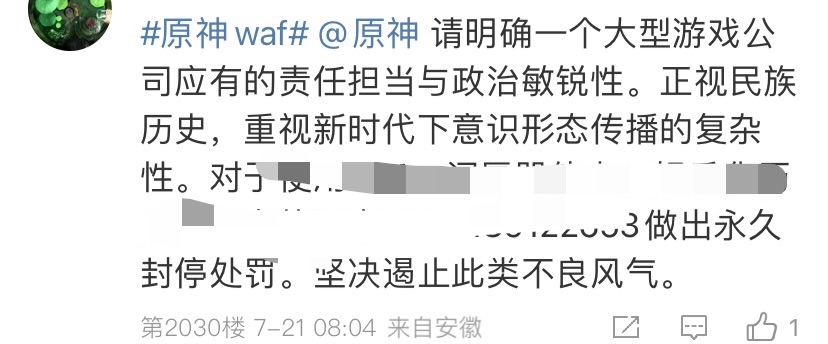 #原神 waf# @原神 请明确一个大型游戏公
司应有的责任担当与政治敏锐性。正视民族
历史，重视新时代下意识形态传播的复杂
性。对于使用
做出永久
封停处罚。坚决遏止此类不良风气。
第2030楼 7-21 08:04 来自安徽
1